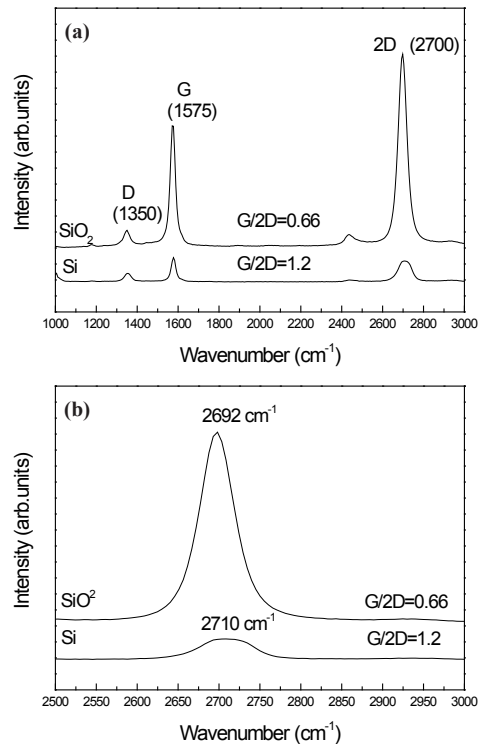 (a)
2D (2700)
G
(1575)
D
(1350)
SiO₂
G/2D=0.66
Si
G/2D=1.2
Intensity (arb.units)
1000 1200 1400 1600 1800 2000 2200 2400 2600 2800 3000
Wavenumber (cm⁻¹)
(b)
2692 cm⁻¹
SiO²
G/2D=0.66
2710 cm⁻¹
Si
G/2D=1.2
Intensity (arb.units)
2500 2550 2600 2650 2700 2750 2800 2850 2900 2950 3000
Wavenumber (cm⁻¹)